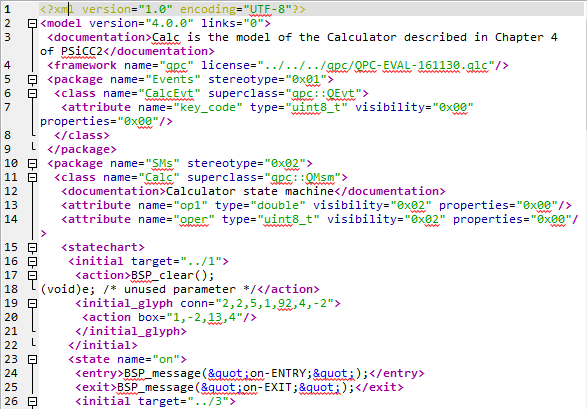 1 <?xml version="1.0" encoding="UTF-8"?>
2 <model version="4.0.0" links="0">
3 <documentation>Calc is the model of the Calculator described in Chapter 4
of PSiCC2</documentation>
4 <framework name="qpc" license="../../../qpc/QPC-EVAL-161130.qlc"/>
5 <package name="Events" stereotype="0x01">
6 <class name="CalcEvt" superclass="qpc::QEvt">
7 <attribute name="key_code" type="uint8_t" visibility="0x00"
properties="0x00"/>
8 </class>
9 </package>
10 <package name="SMs" stereotype="0x02">
11 <class name="Calc" superclass="qpc::QMsm">
12 <documentation>Calculator state machine</documentation>
13 <attribute name="op1" type="double" visibility="0x02" properties="0x00"/>
14 <attribute name="oper" type="uint8_t" visibility="0x02" properties="0x00"/
>
15 <statechart>
16 <initial target="../1">
17 <action>BSP_clear();
18 (void)e; /* unused parameter */</action>
19 <initial_glyph conn="2,2,5,1,92,4,-2">
20 <action box="1,-2,13,4"/>
21 </initial_glyph>
22 </initial>
23 <state name="on">
24 <entry>BSP_message(&quot;on-ENTRY;&quot;);</entry>
25 <exit>BSP_message(&quot;on-EXIT;&quot;);</exit>
26 <initial target="../3">